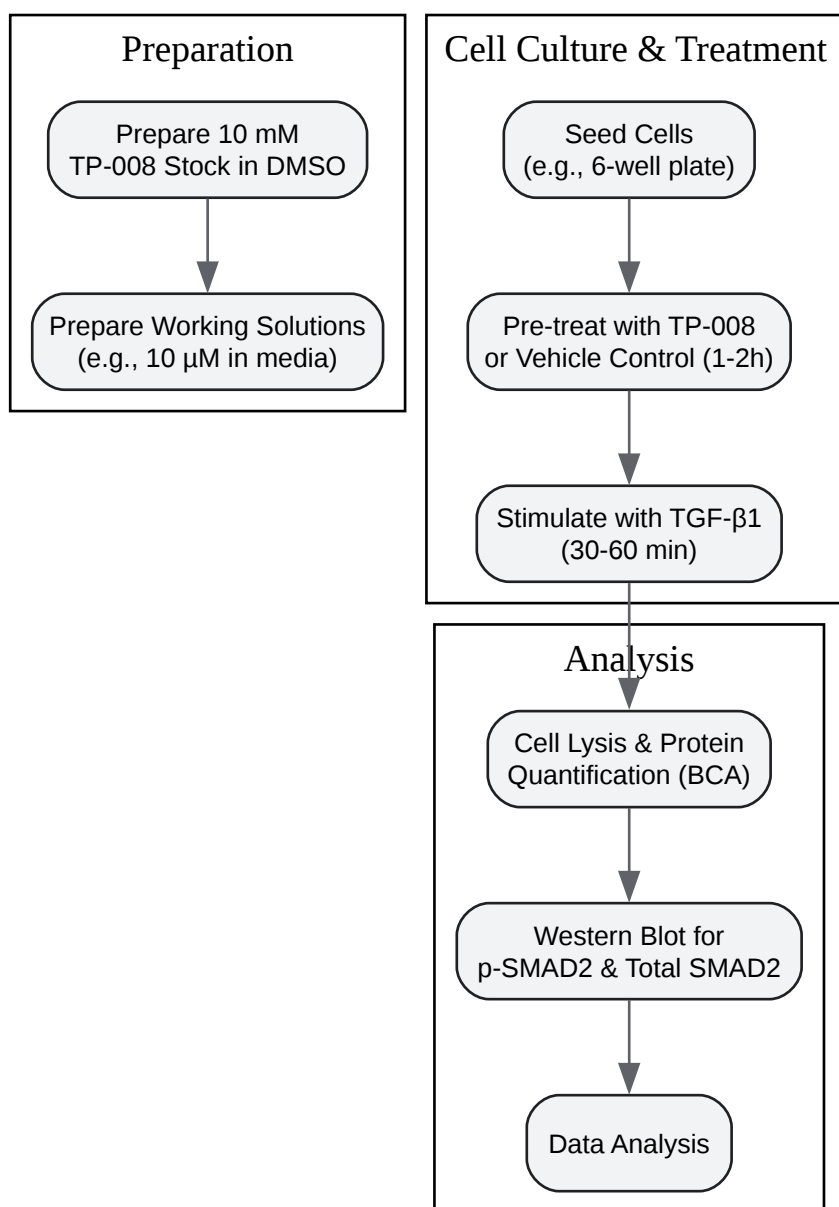 Preparation
Prepare 10 mM
TP-008 Stock in DMSO
Prepare Working Solutions
(e.g., 10 µM in media)
Cell Culture & Treatment
Seed Cells
(e.g., 6-well plate)
Pre-treat with TP-008
or Vehicle Control (1-2h)
Stimulate with TGF-β1
(30-60 min)
Analysis
Cell Lysis & Protein
Quantification (BCA)
Western Blot for
p-SMAD2 & Total SMAD2
Data Analysis